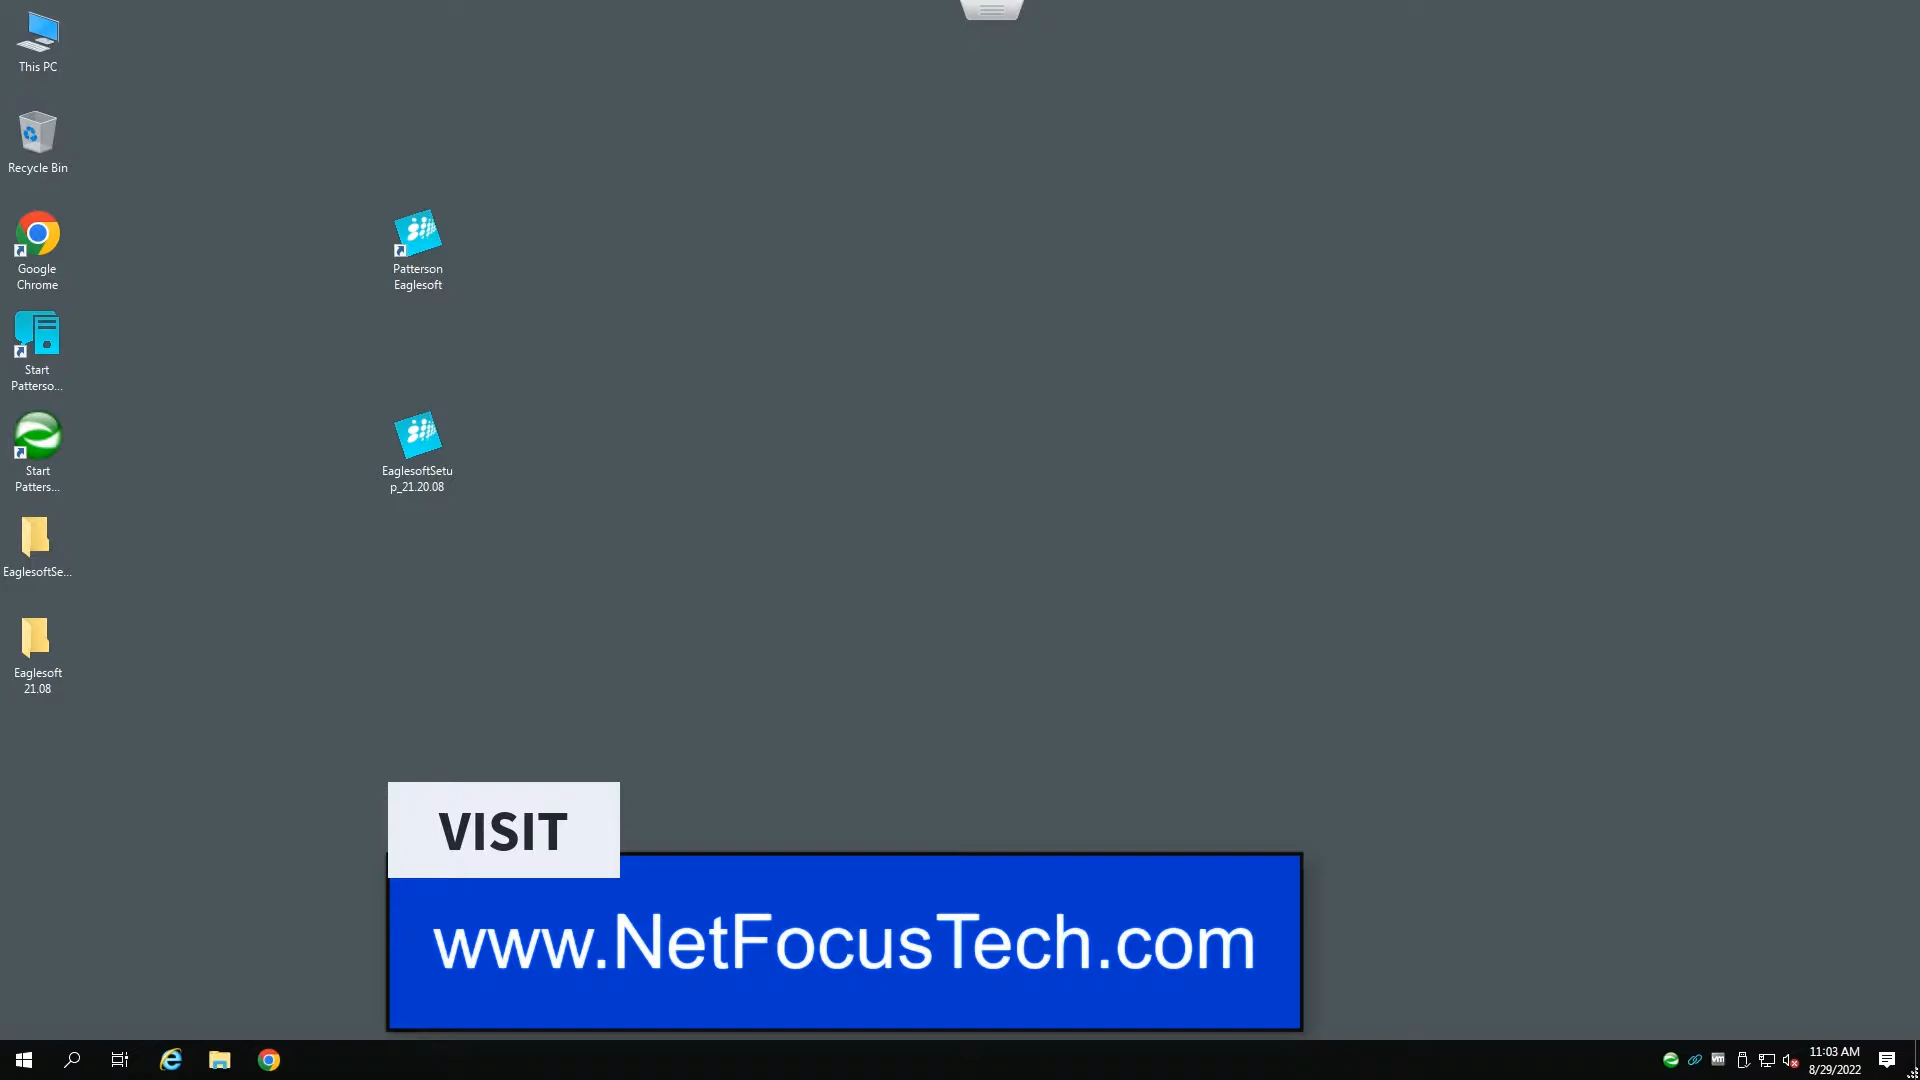 This PC
Recycle Bin
Google
Chrome
Start
Patterso...
Start
Patters...
EaglesoftSe...
Eaglesoft
21.08
Patterson
Eaglesoft
EaglesoftSetu
p_21.20.08
VISIT
www.NetFocusTech.com
vm
11:03 AM
8/29/2022